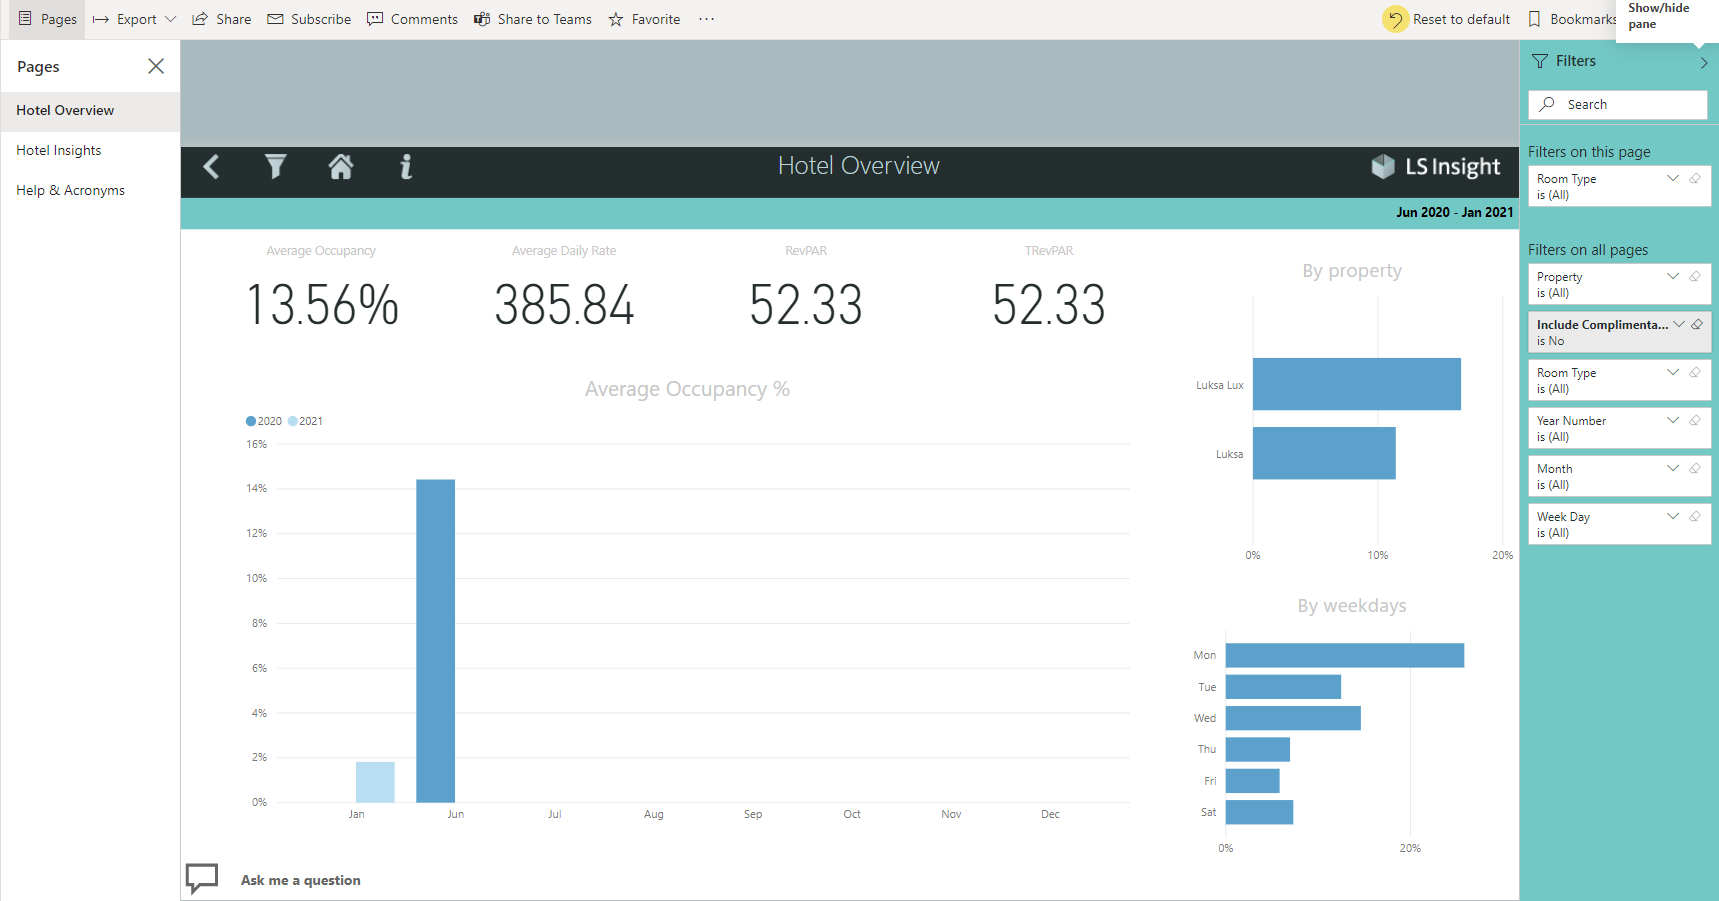 Pages
Export
Share
Subscribe
Comments
Share to Teams
Favorite
Reset to default
Bookmarks
Show/hide
pane
Pages
Hotel Overview
Hotel Insights
Help & Acronyms
Hotel Overview
LS Insight
Jun 2020 - Jan 2021
Average Occupancy
13.56%
Average Daily Rate
385.84
RevPAR
52.33
TRevPAR
52.33
Average Occupancy %
2020 2021
16%
14%
12%
10%
8%
6%
4%
2%
0%
Jan Jun Jul Aug Sep Oct Nov Dec
Ask me a question
By property
Luksa Lux
Luksa
0% 10% 20%
By weekdays
Mon
Tue
Wed
Thu
Fri
Sat
0% 20%
Filters
Search
Filters on this page
Room Type
is (All)
Filters on all pages
Property
is (All)
Include Complimenta...
is No
Room Type
is (All)
Year Number
is (All)
Month
is (All)
Week Day
is (All)